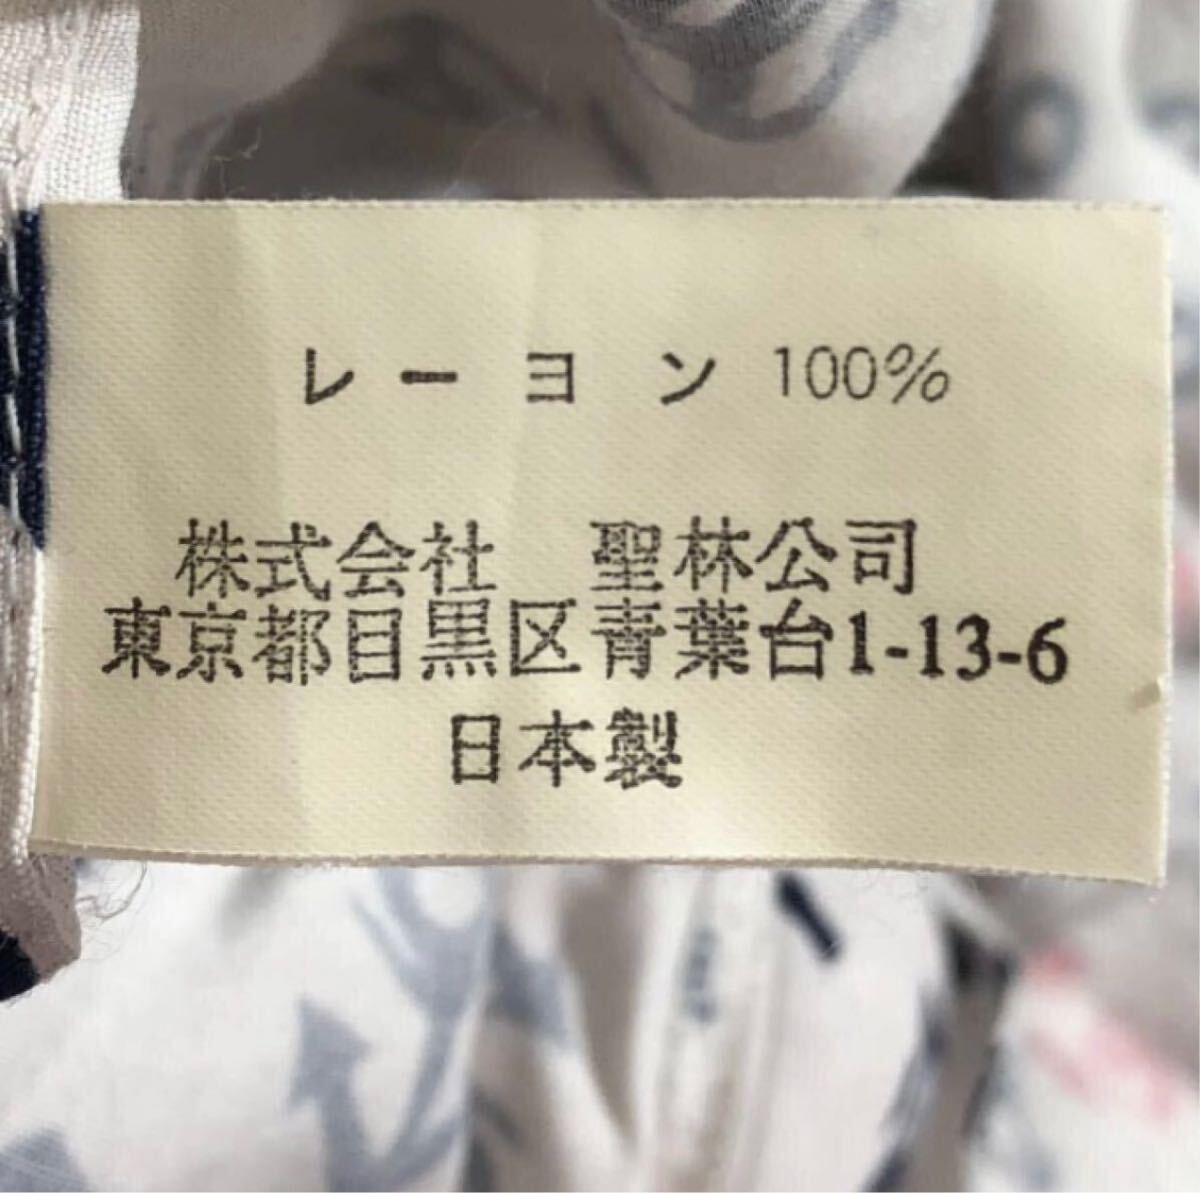 レーヨン 100%
株式会社　聖林公司
東京都目黒区青葉台1-13-6
日本製